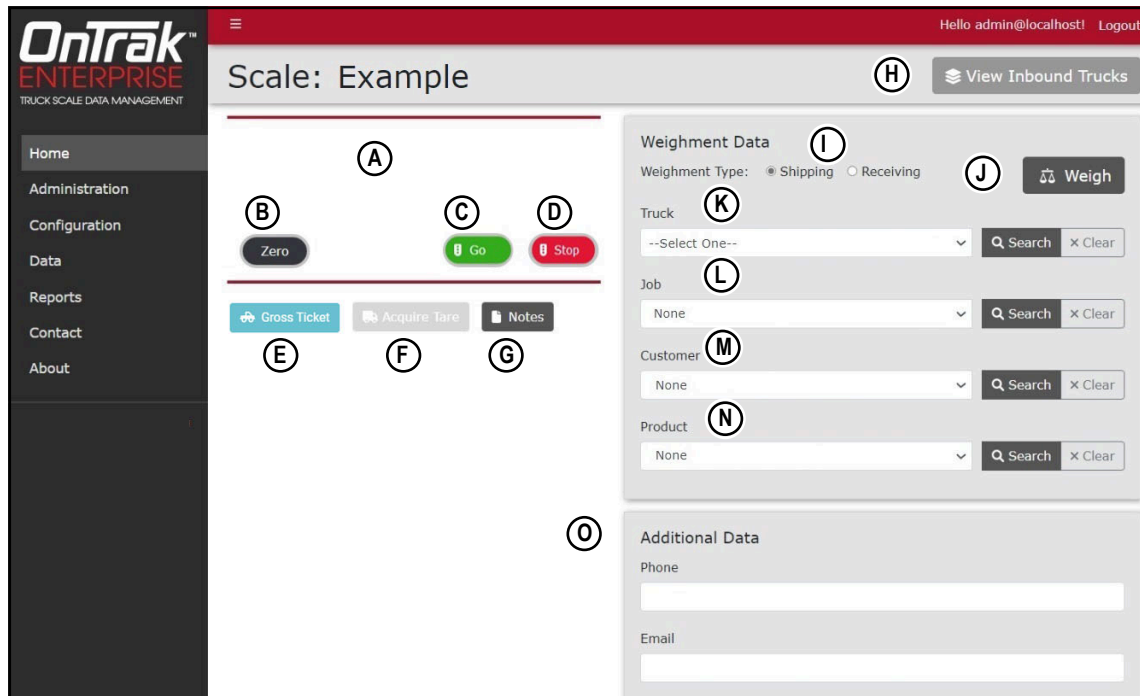 OnTrak™
ENTERPRISE
TRUCK SCALE DATA MANAGEMENT
Home
Administration
Configuration
Data
Reports
Contact
About
Hello admin@localhost! Logout
Scale: Example
H
View Inbound Trucks
A
B
C
D
Zero
Go
Stop
Gross Ticket
Acquire Tare
Notes
E
F
G
Weighment Data
I
Weighment Type: Shipping Receiving
J
Weigh
Truck
K
--Select One--
Search
Clear
Job
L
None
Search
Clear
Customer
M
None
Search
Clear
Product
N
None
Search
Clear
O
Additional Data
Phone
Email